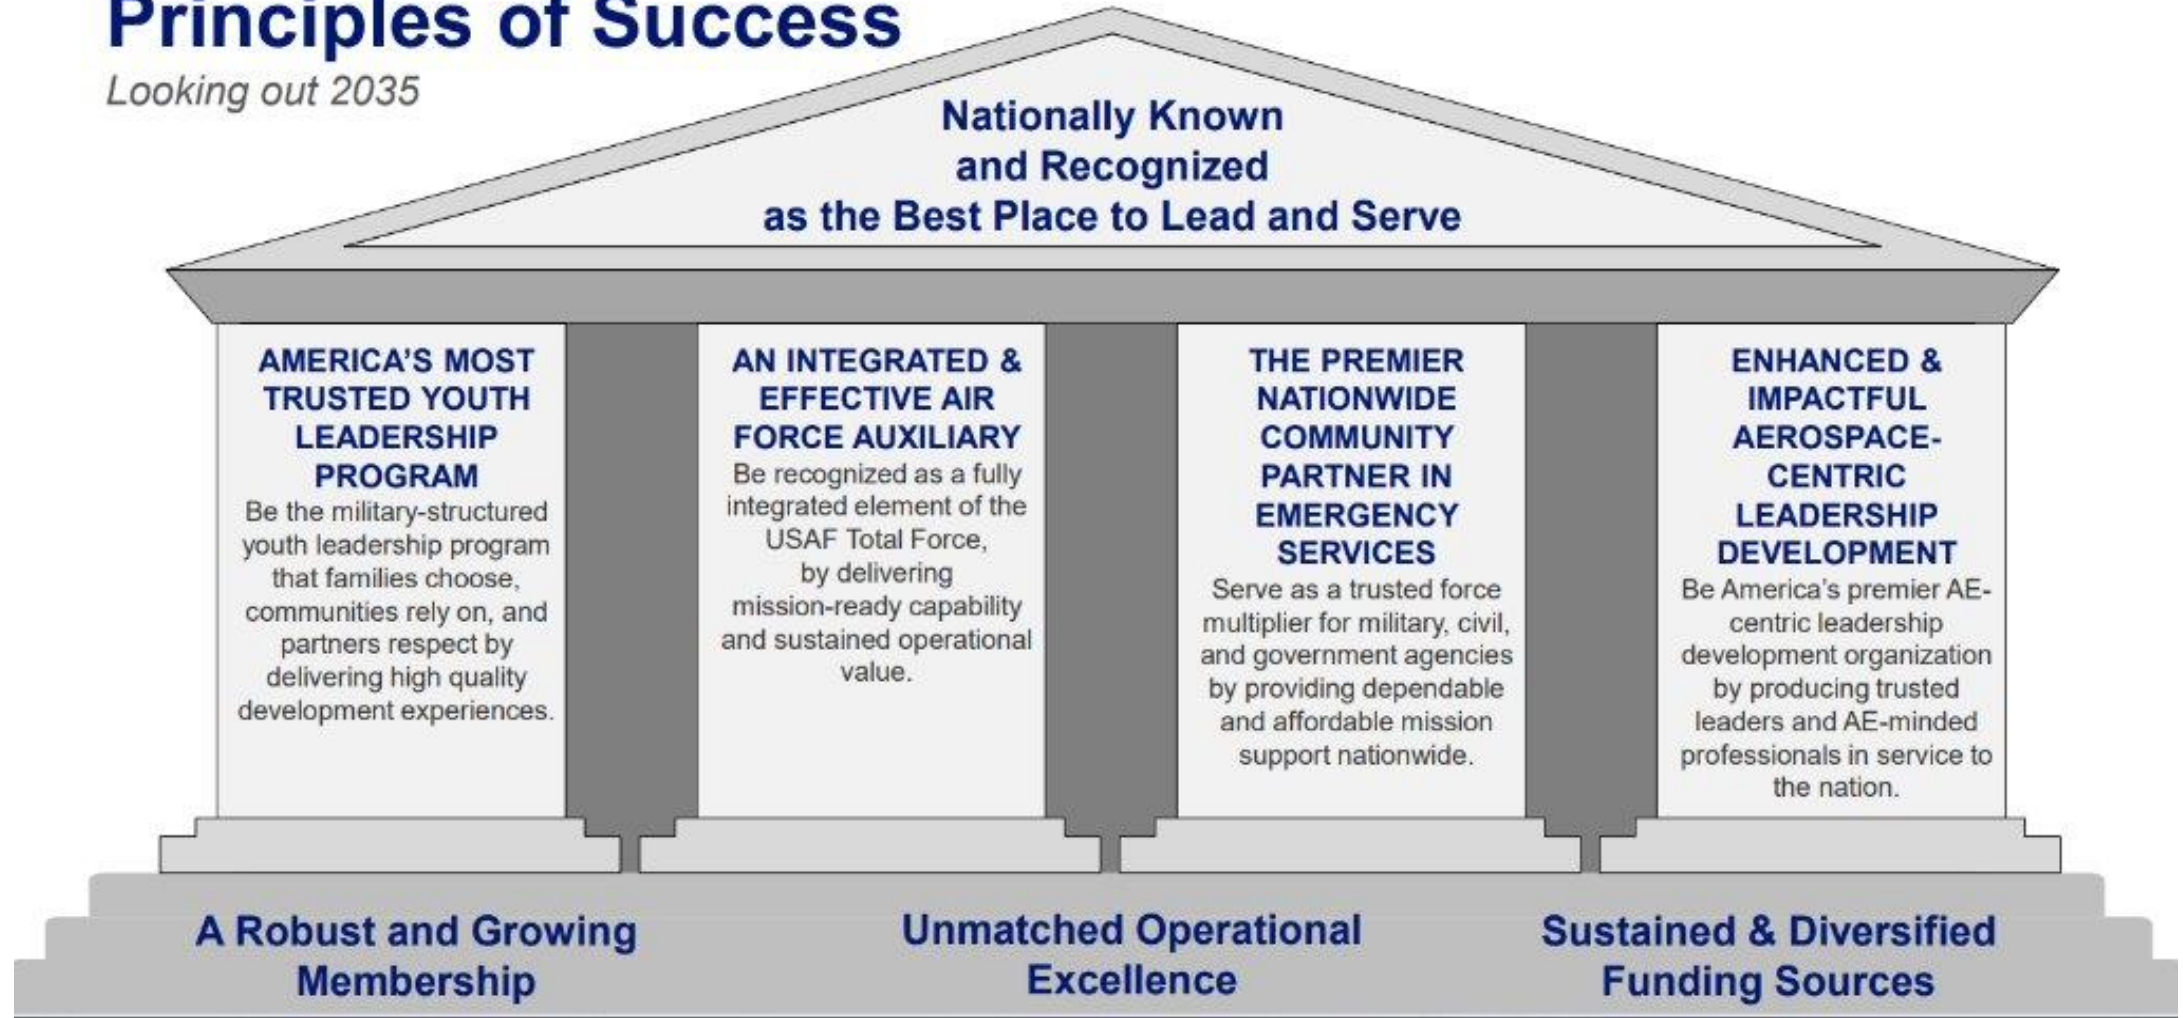 Principles of Success
Looking out 2035
Nationally Known
and Recognized
as the Best Place to Lead and Serve
AMERICA'S MOST
TRUSTED YOUTH
LEADERSHIP
PROGRAM
Be the military-structured
youth leadership program
that families choose,
communities rely on, and
partners respect by
delivering high quality
development experiences.
AN INTEGRATED &
EFFECTIVE AIR
FORCE AUXILIARY
Be recognized as a fully
integrated element of the
USAF Total Force,
by delivering
mission-ready capability
and sustained operational
value.
THE PREMIER
NATIONWIDE
COMMUNITY
PARTNER IN
EMERGENCY
SERVICES
Serve as a trusted force
multiplier for military, civil,
and government agencies
by providing dependable
and affordable mission
support nationwide.
ENHANCED &
IMPACTFUL
AEROSPACE-
CENTRIC
LEADERSHIP
DEVELOPMENT
Be America's premier AE-
centric leadership
development organization
by producing trusted
leaders and AE-minded
professionals in service to
the nation.
A Robust and Growing
Membership
Unmatched Operational
Excellence
Sustained & Diversified
Funding Sources